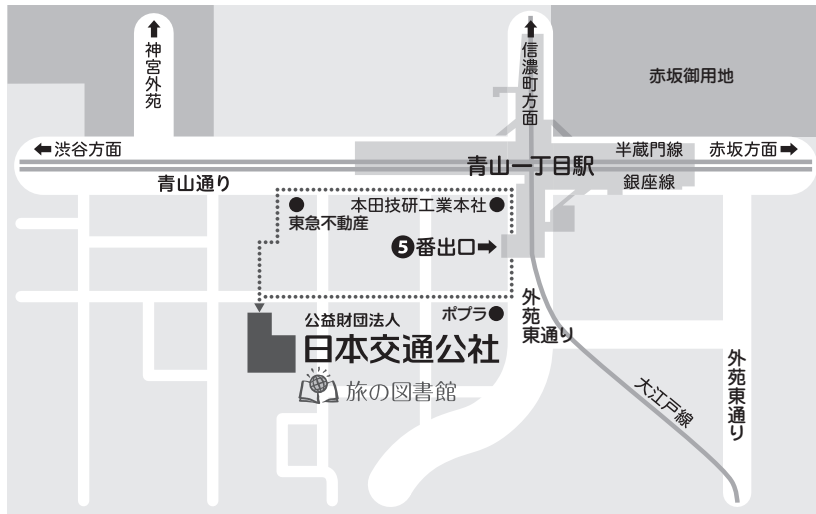 神宮外苑
信濃町方面
赤坂御用地
渋谷方面
青山一丁目駅
半蔵門線
赤坂方面
青山通り
銀座線
本田技研工業本社
東急不動産
5番出口
外苑東通り
ポプラ
公益財団法人
日本交通公社
旅の図書館
大江戸線
外苑東通り